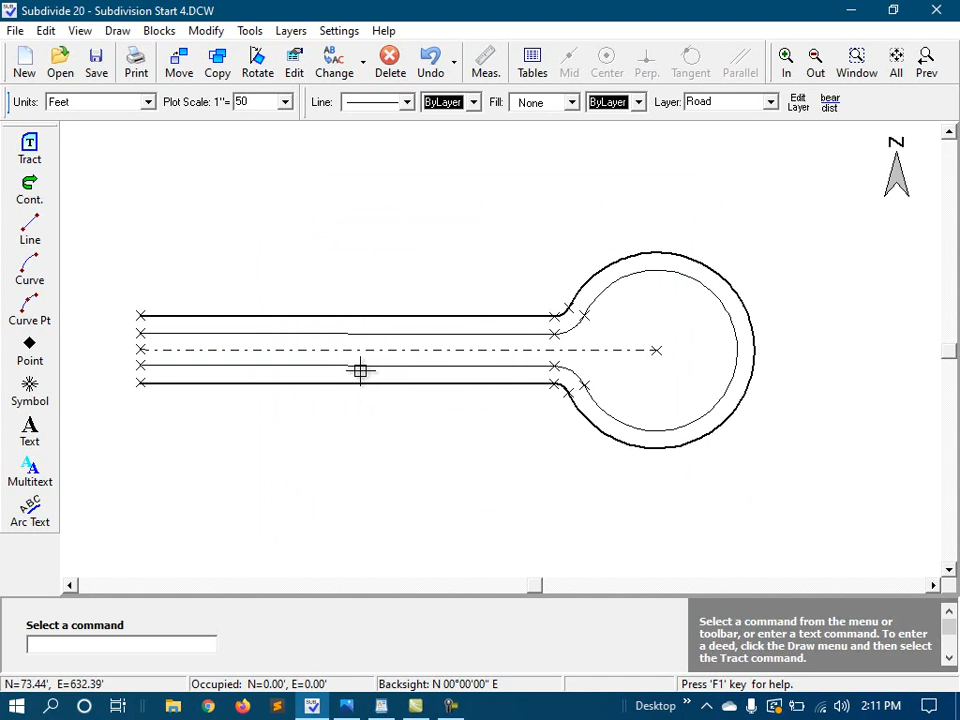 Subdivide 20 - Subdivision Start 4.DCW
File Edit View Draw Blocks Modify Tools Layers Settings Help
New Open Save Print Move Copy Rotate Edit Change Delete Undo Meas. Tables Mid Center Perp. Tangent Parallel In Out Window All Prev
Units: Feet Plot Scale: 1"= 50 Line: ByLayer Fill: None ByLayer Layer: Road Edit Layer bear dist
Tract
Cont.
Line
Curve
Curve Pt
Point
Symbol
Text
Multitext
Arc Text
N
Select a command
Select a command from the menu or
toolbar, or enter a text command. To enter
a deed, click the Draw menu and then select
the Tract command.
N=73.44', E=632.39' Occupied: N=0.00', E=0.00' Backsight: N 00°00'00" E Press 'F1' key for help.
Desktop 2:11 PM